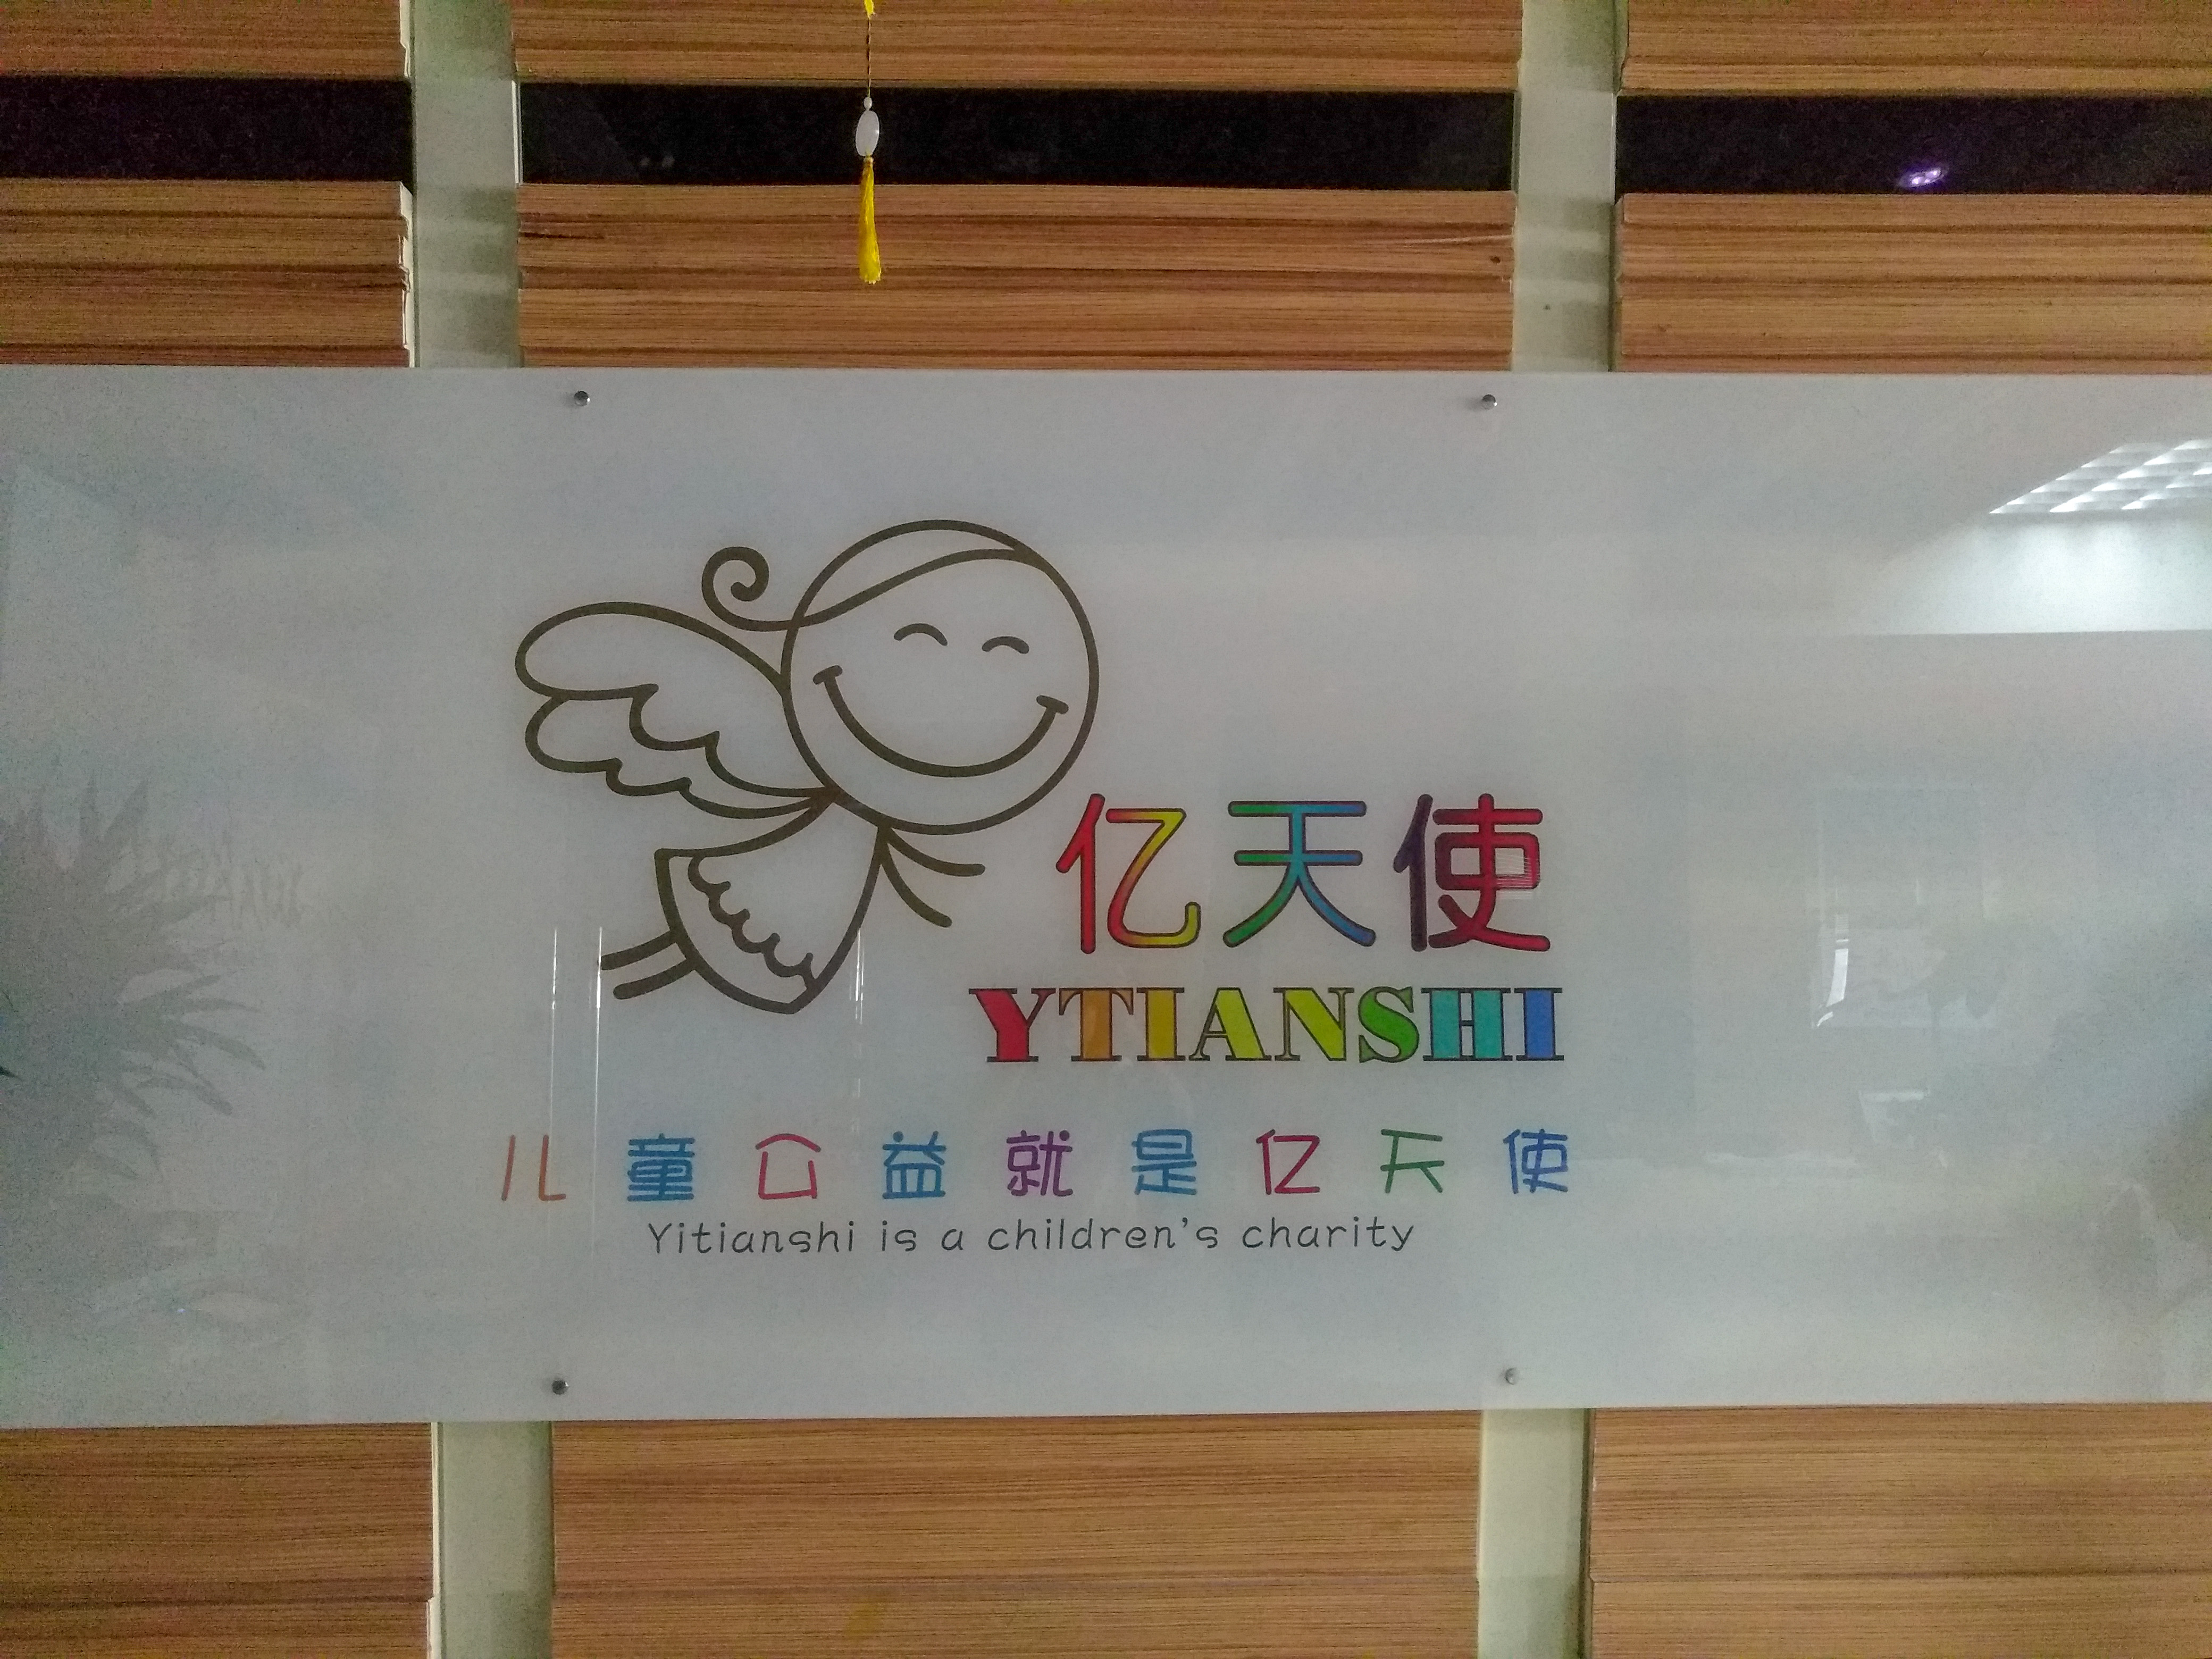 亿天使
YTIANSHI
儿童公益就是亿天使
Yitianshi is a children's charity